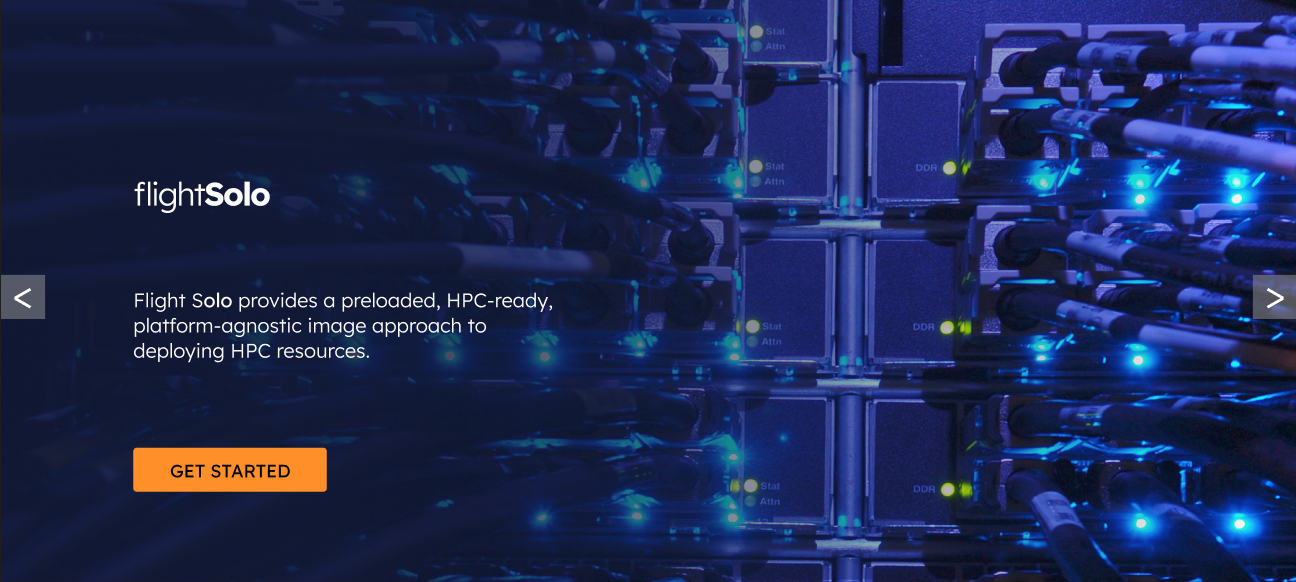 Stat
Attn
Stat
Attn
DDR
flightSolo
<
>
Flight Solo provides a preloaded, HPC-ready,
platform-agnostic image approach to
deploying HPC resources.
Stat
Attn
DDR
GET STARTED
Stat
Attn
DDR